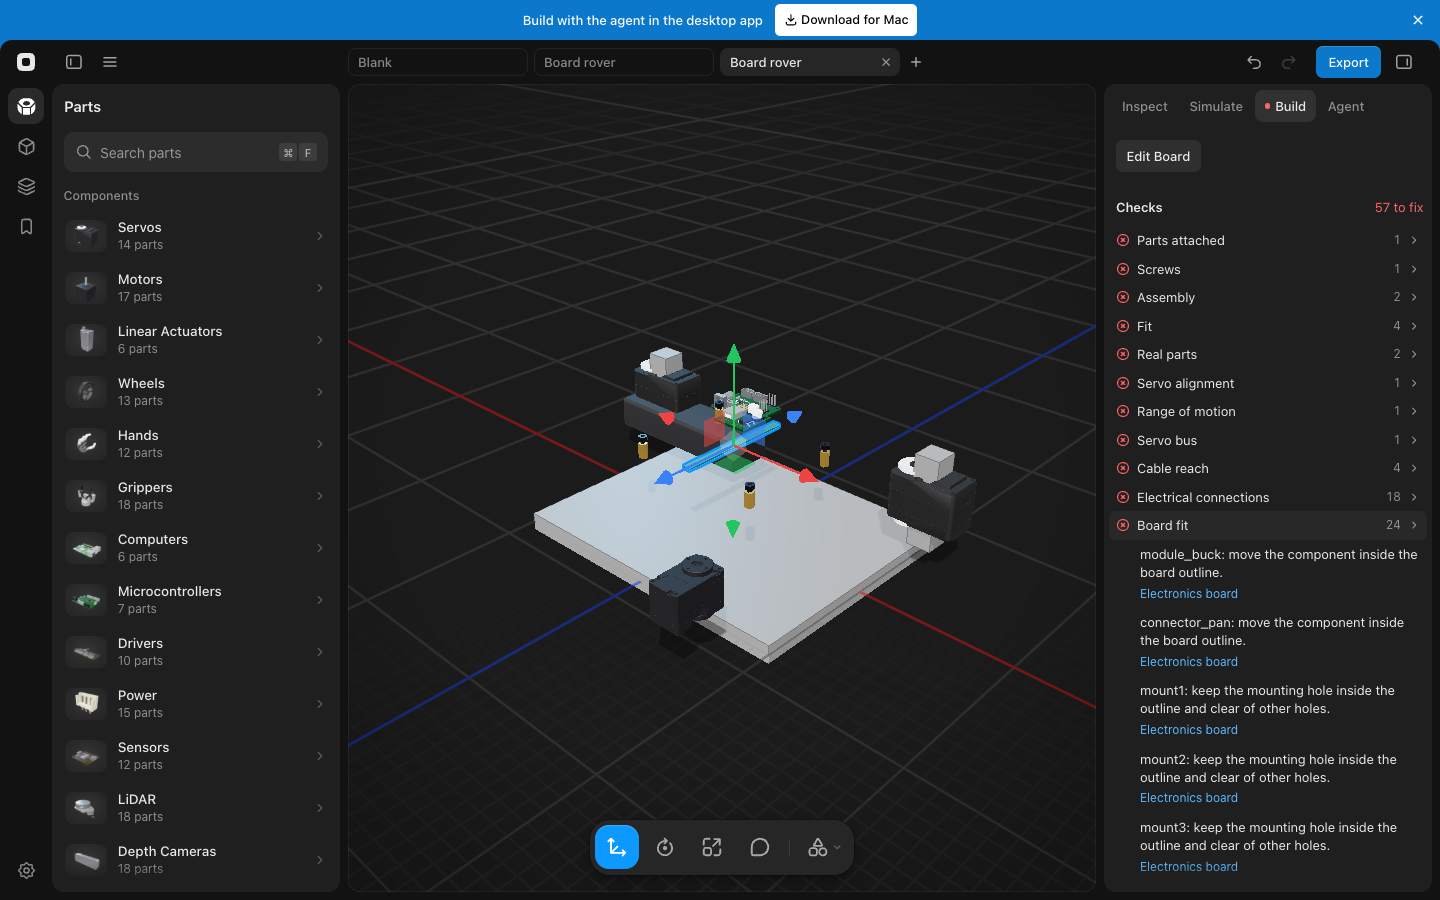 Build with the agent in the desktop app
Download for Mac
Blank
Board rover
Board rover
Export
Parts
Search parts
⌘ F
Components
Servos
14 parts
Motors
17 parts
Linear Actuators
6 parts
Wheels
13 parts
Hands
12 parts
Grippers
18 parts
Computers
6 parts
Microcontrollers
7 parts
Drivers
10 parts
Power
15 parts
Sensors
12 parts
LiDAR
18 parts
Depth Cameras
18 parts
Inspect
Simulate
Build
Agent
Edit Board
Checks
57 to fix
Parts attached 1
Screws 1
Assembly 2
Fit 4
Real parts 2
Servo alignment 1
Range of motion 1
Servo bus 1
Cable reach 4
Electrical connections 18
Board fit 24
module_buck: move the component inside the
board outline.
Electronics board
connector_pan: move the component inside
the board outline.
Electronics board
mount1: keep the mounting hole inside the
outline and clear of other holes.
Electronics board
mount2: keep the mounting hole inside the
outline and clear of other holes.
Electronics board
mount3: keep the mounting hole inside the
outline and clear of other holes.
Electronics board